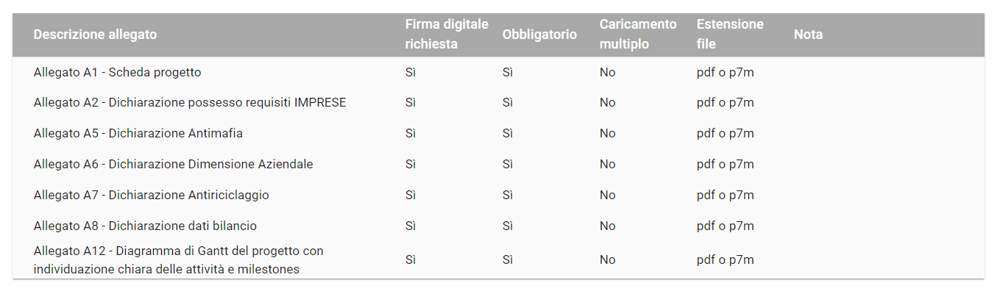 Descrizione allegato Firma digitale richiesta Obbligatorio Caricamento multiplo Estensione file Nota
Allegato A1 - Scheda progetto Sì Sì No pdf o p7m
Allegato A2 - Dichiarazione possesso requisiti IMPRESE Sì Sì No pdf o p7m
Allegato A5 - Dichiarazione Antimafia Sì Sì No pdf o p7m
Allegato A6 - Dichiarazione Dimensione Aziendale Sì Sì No pdf o p7m
Allegato A7 - Dichiarazione Antiriciclaggio Sì Sì No pdf o p7m
Allegato A8 - Dichiarazione dati bilancio Sì Sì No pdf o p7m
Allegato A12 - Diagramma di Gantt del progetto con
individuazione chiara delle attività e milestones Sì Sì No pdf o p7m